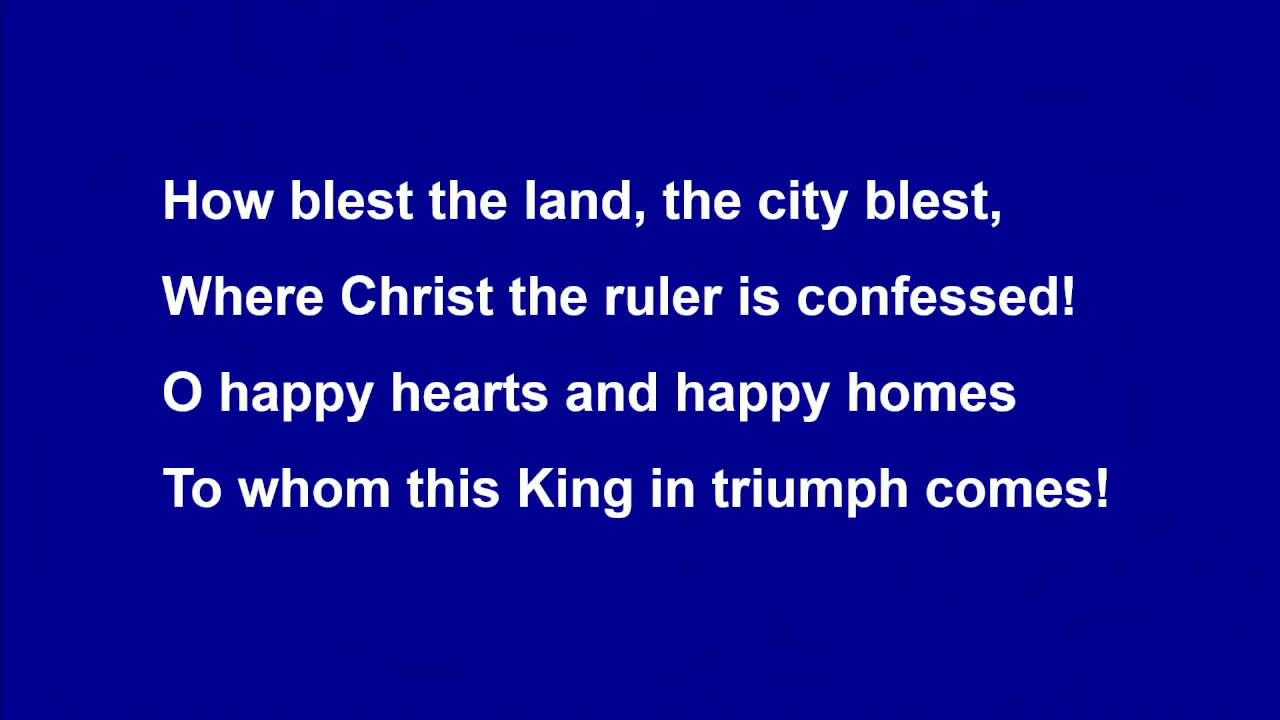 How blest the land, the city blest,
Where Christ the ruler is confessed!
O happy hearts and happy homes
To whom this King in triumph comes!